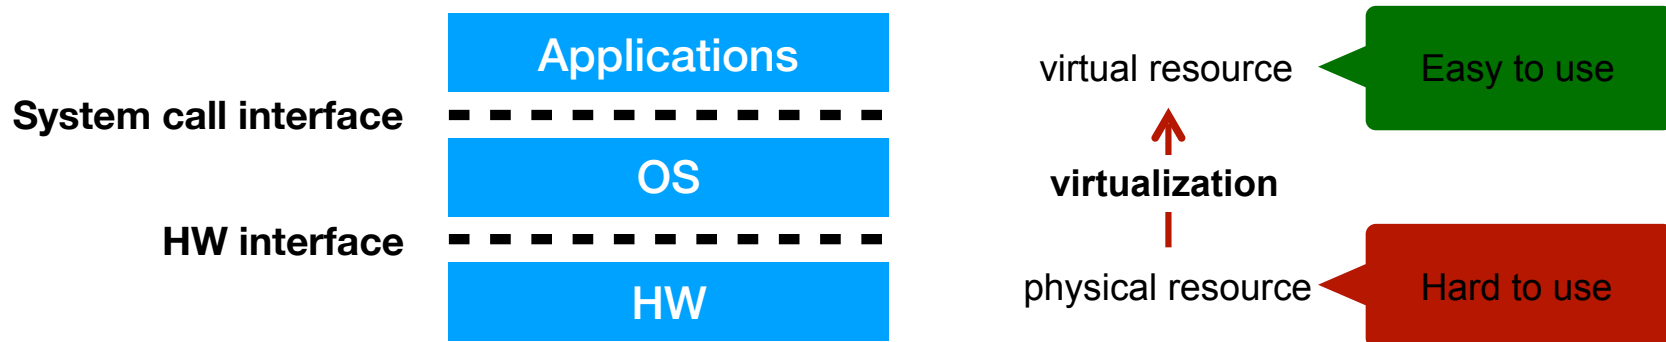 Applications
System call interface
OS
HW interface
HW
virtual resource
Easy to use
virtualization
physical resource
Hard to use